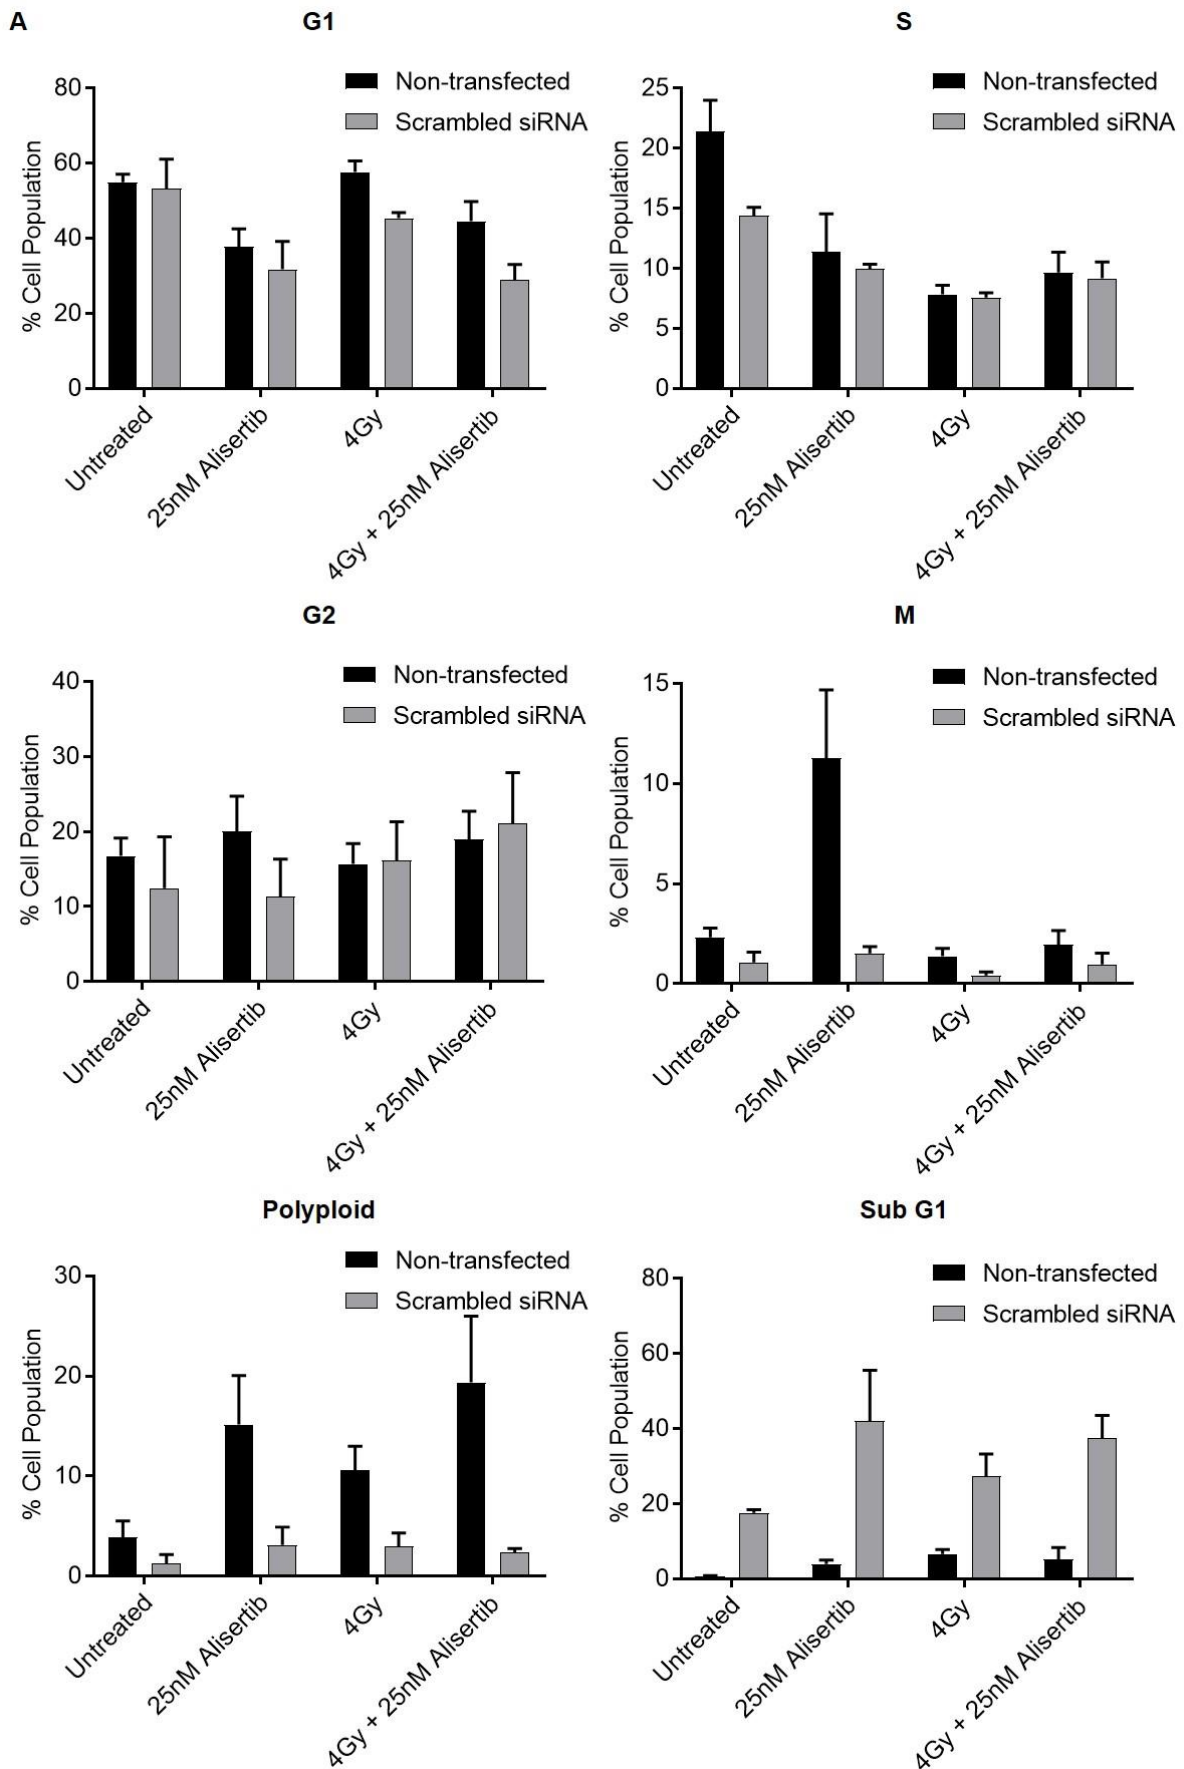 A
G1
Non-transfected
Scrambled siRNA
% Cell Population
80
60
40
20
0
Untreated
25nM Alisertib
4Gy
4Gy + 25nM Alisertib
S
Non-transfected
Scrambled siRNA
% Cell Population
25
20
15
10
5
0
Untreated
25nM Alisertib
4Gy
4Gy + 25nM Alisertib
G2
Non-transfected
Scrambled siRNA
% Cell Population
40
30
20
10
0
Untreated
25nM Alisertib
4Gy
4Gy + 25nM Alisertib
M
Non-transfected
Scrambled siRNA
% Cell Population
15
10
5
0
Untreated
25nM Alisertib
4Gy
4Gy + 25nM Alisertib
Polyploid
Non-transfected
Scrambled siRNA
% Cell Population
30
20
10
0
Untreated
25nM Alisertib
4Gy
4Gy + 25nM Alisertib
Sub G1
Non-transfected
Scrambled siRNA
% Cell Population
80
60
40
20
0
Untreated
25nM Alisertib
4Gy
4Gy + 25nM Alisertib